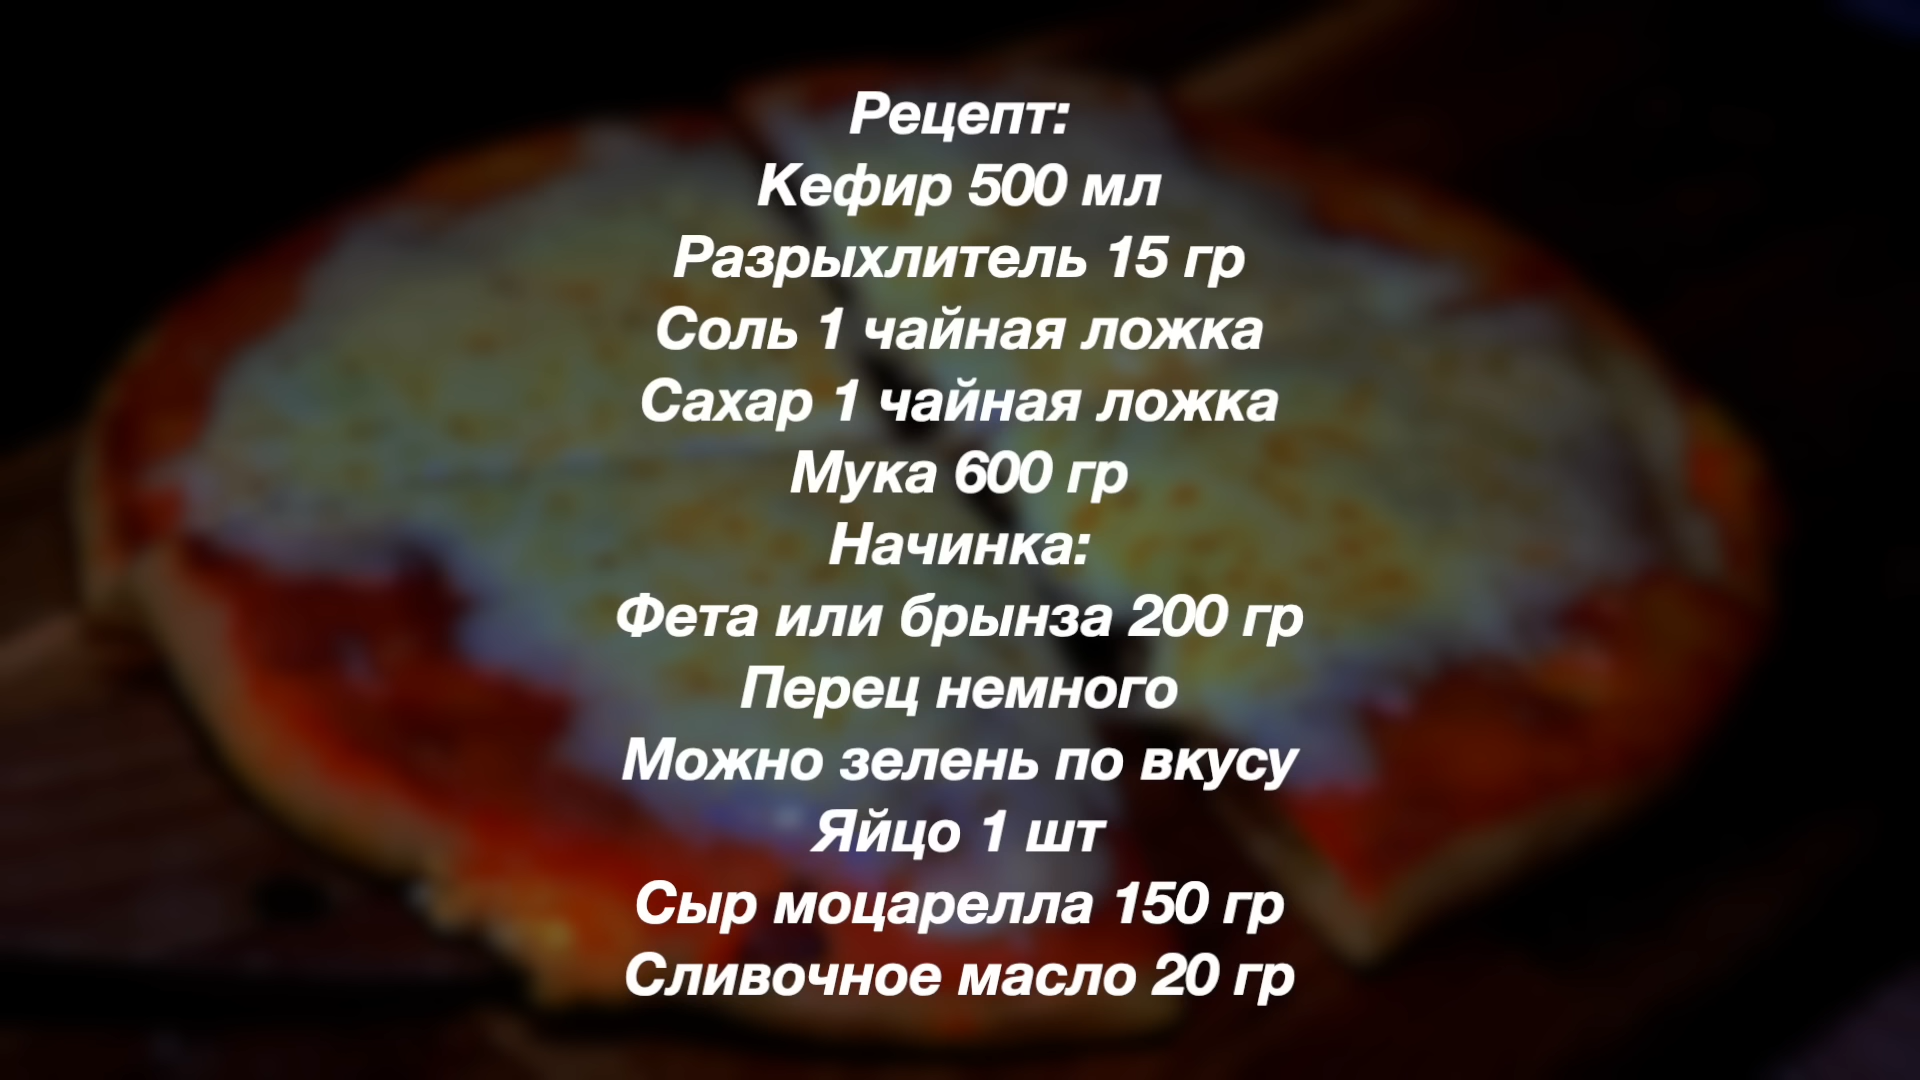 Рецепт:
Кефир 500 мл
Разрыхлитель 15 гр
Соль 1 чайная ложка
Сахар 1 чайная ложка
Мука 600 гр
Начинка:
Фета или брынза 200 гр
Перец немного
Можно зелень по вкусу
Яйцо 1 шт
Сыр моцарелла 150 гр
Сливочное масло 20 гр